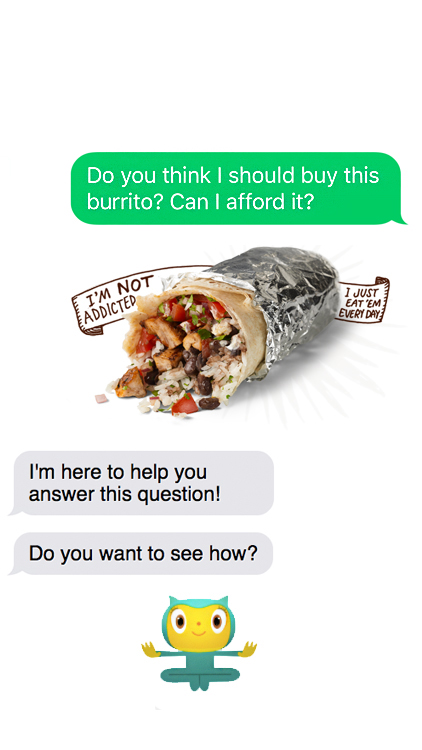 Do you think I should buy this
burrito? Can I afford it?
I'M NOT
ADDICTED
I JUST
EAT 'EM
EVERY DAY
I'm here to help you
answer this question!
Do you want to see how?